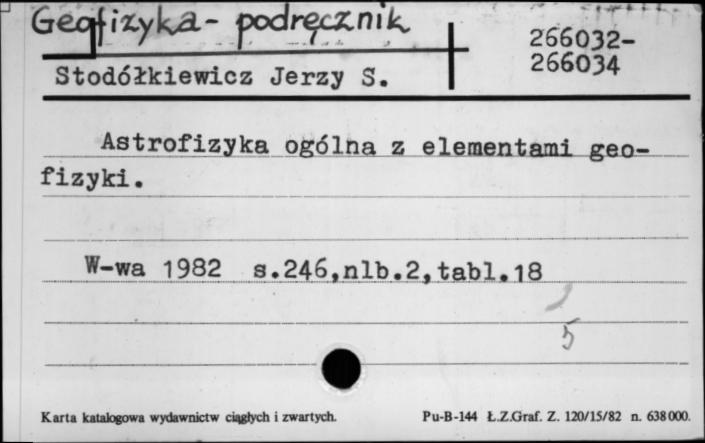 Geofizyka - podręcznik
266032-
266034
Stodółkiewicz Jerzy S.
Astrofizyka ogólna z elementami geo-
fizyki.
W-wa 1982 s.246,nlb.2,tabl.18
5
Karta katalogowa wydawnictw ciągłych i zwartych. Pu-B-144 Ł.Z.Graf. Z. 120/15/82 n. 638000.